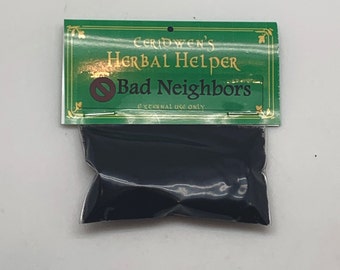 Ceridwen's
Herbal Helper
Bad Neighbors
External use only